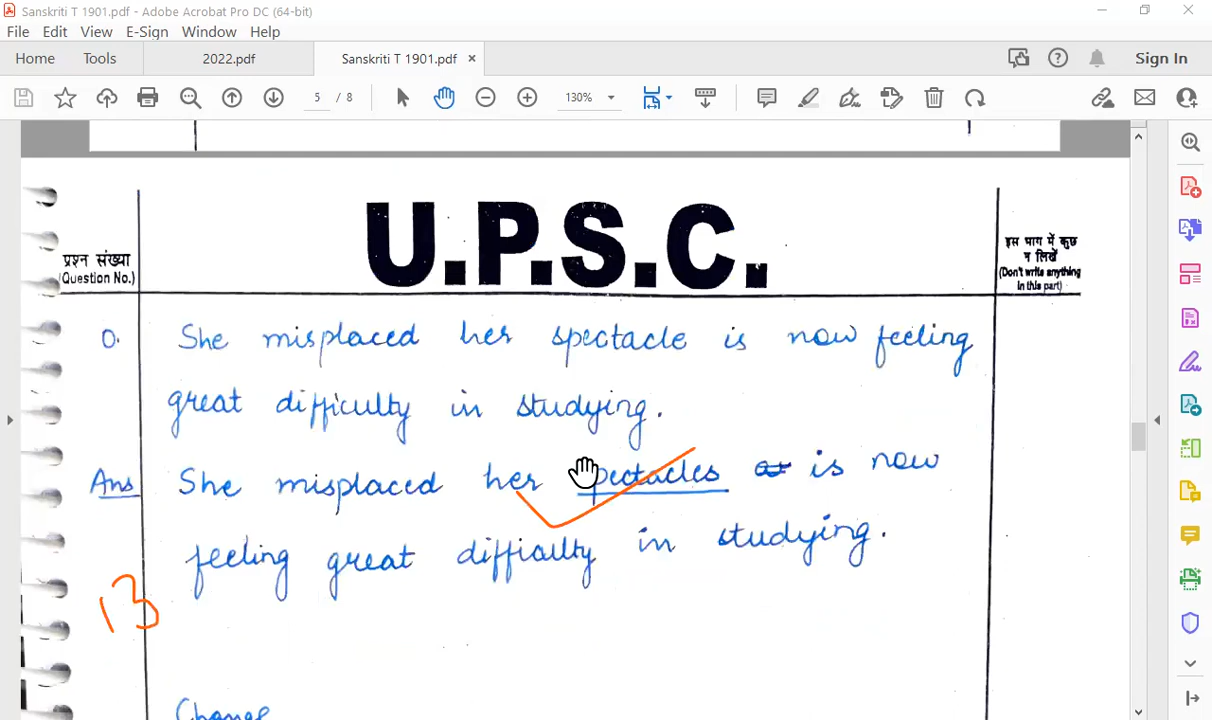 Sanskriti T 1901.pdf - Adobe Acrobat Pro DC (64-bit)
File Edit View E-Sign Window Help
Home Tools 2022.pdf Sanskriti T 1901.pdf × Sign In
5 / 8 130%
U.P.S.C.
प्रश्न संख्या
(Question No.)
इस भाग में कुछ
न लिखें
(Don't write anything
in this part)
O. She misplaced her spectacle is now feeling
great difficulty in studying.
Ans She misplaced her spectacles is now
feeling great difficulty in studying.
13
Change